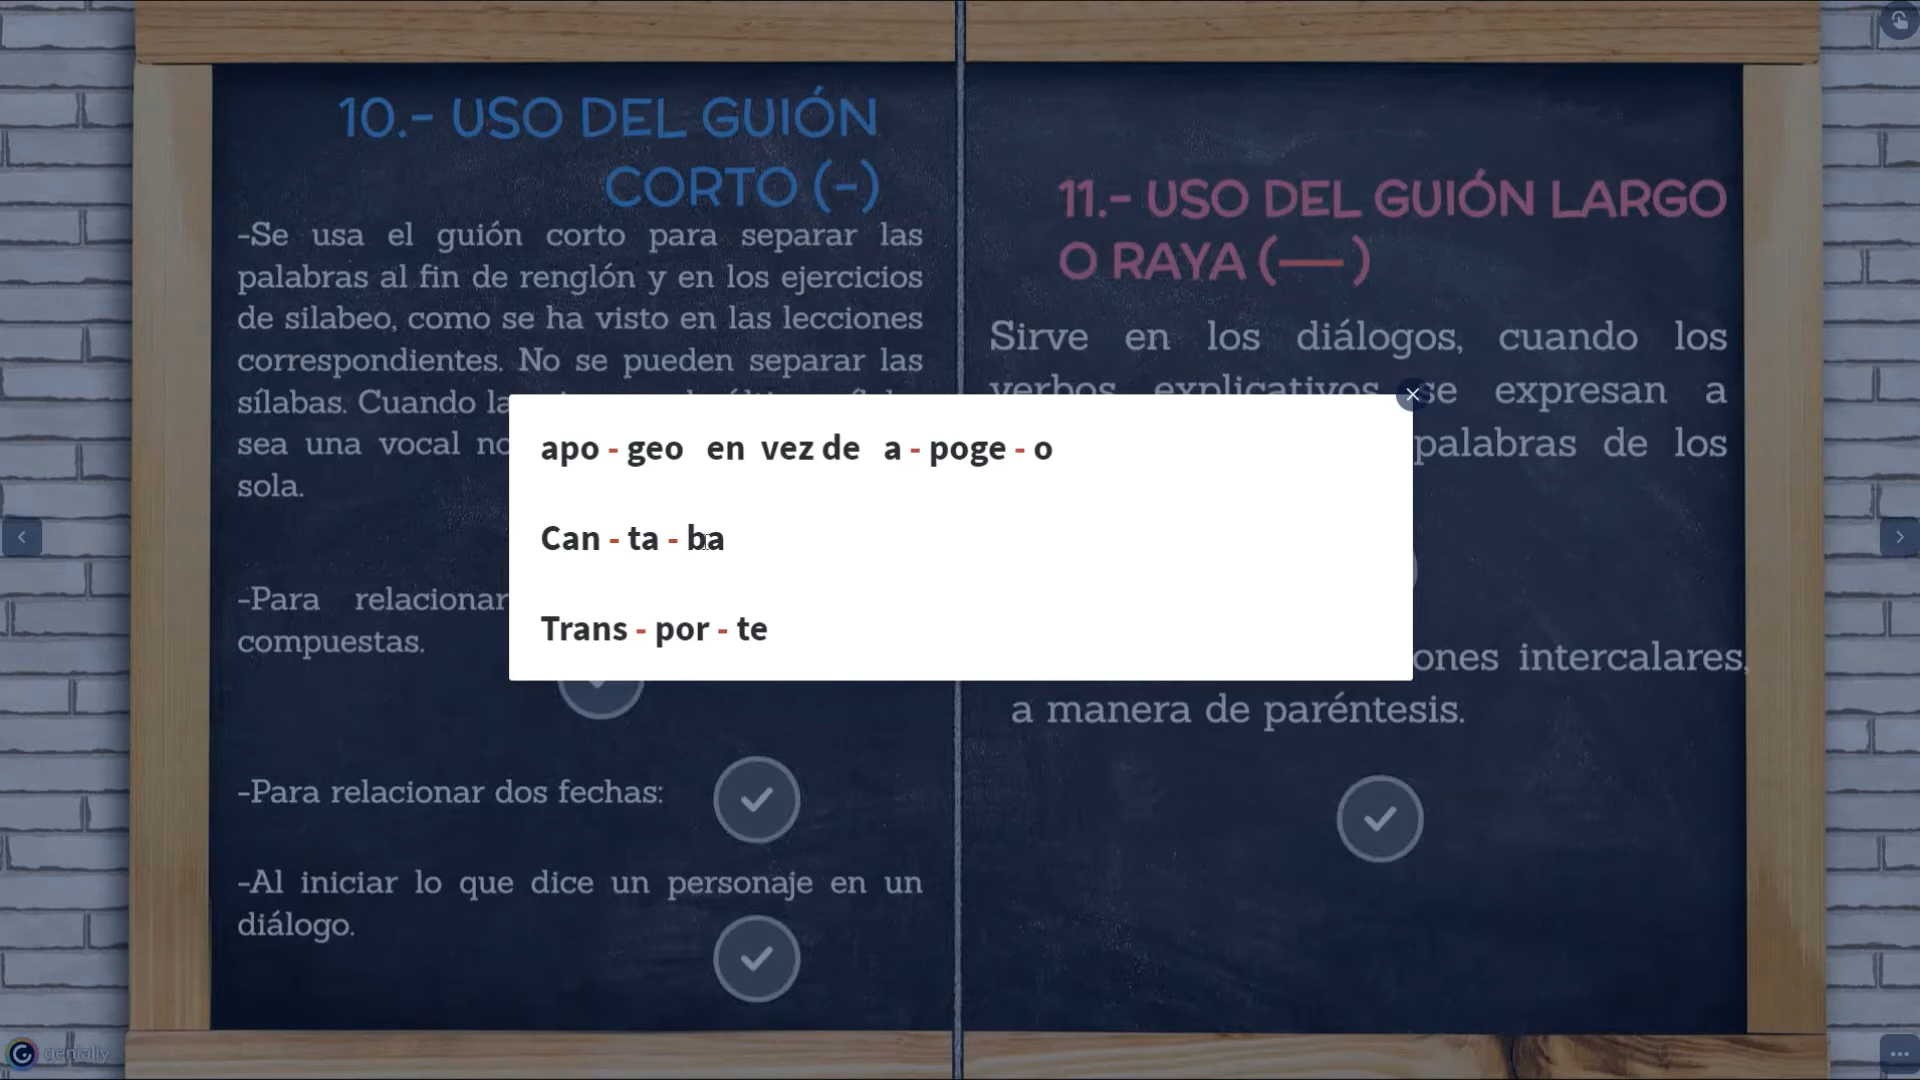 10.- USO DEL GUIÓN
CORTO (-)
-Se usa el guión corto para separar las
palabras al fin de renglón y en los ejercicios
de silabeo, como se ha visto en las lecciones
correspondientes. No se pueden separar las
sílabas. Cuando la
sea una vocal no
sola.
-Para relacionar
compuestas.
-Para relacionar dos fechas:
-Al iniciar lo que dice un personaje en un
diálogo.
11.- USO DEL GUIÓN LARGO
O RAYA (— )
Sirve en los diálogos, cuando los
verbos explicativos se expresan a
palabras de los
ones intercalares,
a manera de paréntesis.
apo - geo en vez de a - poge - o
Can - ta - ba
Trans - por - te
genially